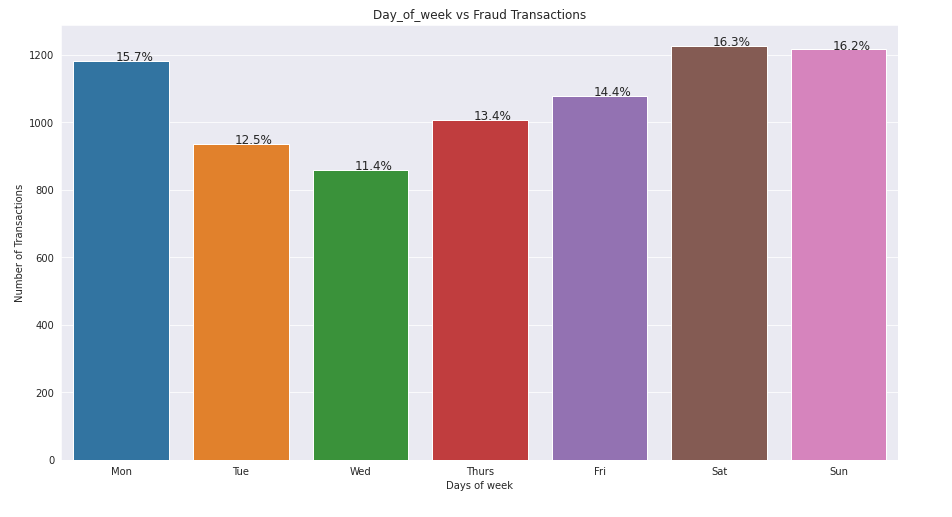 Day_of_week vs Fraud Transactions
Number of Transactions
1200
1000
800
600
400
200
0
15.7%
12.5%
11.4%
13.4%
14.4%
16.3%
16.2%
Mon
Tue
Wed
Thurs
Fri
Sat
Sun
Days of week